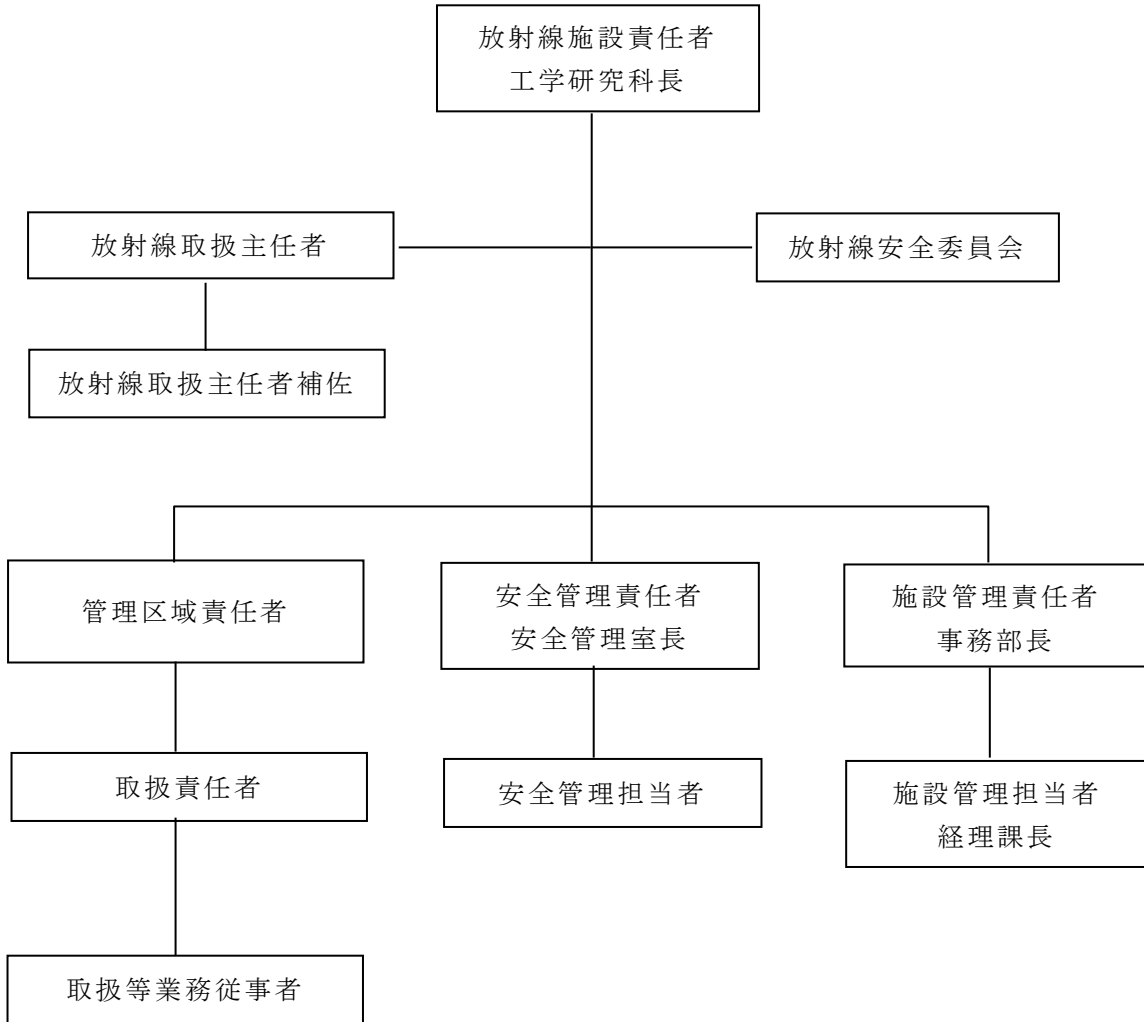 放射線施設責任者
工学研究科長
放射線取扱主任者
放射線安全委員会
放射線取扱主任者補佐
管理区域責任者
安全管理責任者
安全管理室長
施設管理責任者
事務部長
取扱責任者
安全管理担当者
施設管理担当者
経理課長
取扱等業務従事者